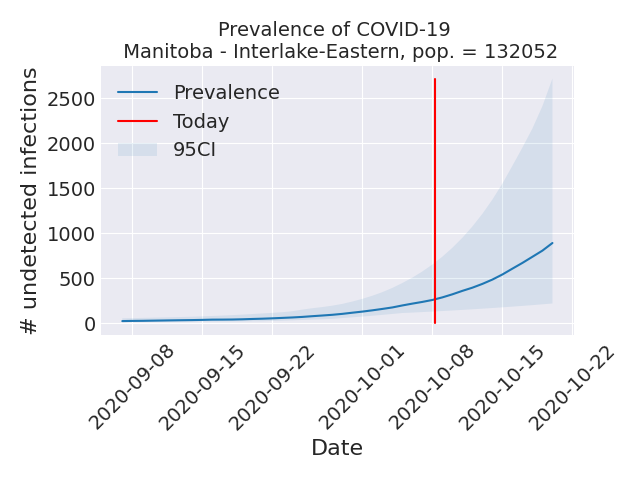 Prevalence of COVID-19
Manitoba - Interlake-Eastern, pop. = 132052
# undetected infections
2500
2000
1500
1000
500
0
Prevalence
Today
95CI
2020-09-08
2020-09-15
2020-09-22
2020-10-01
2020-10-08
2020-10-15
2020-10-22
Date